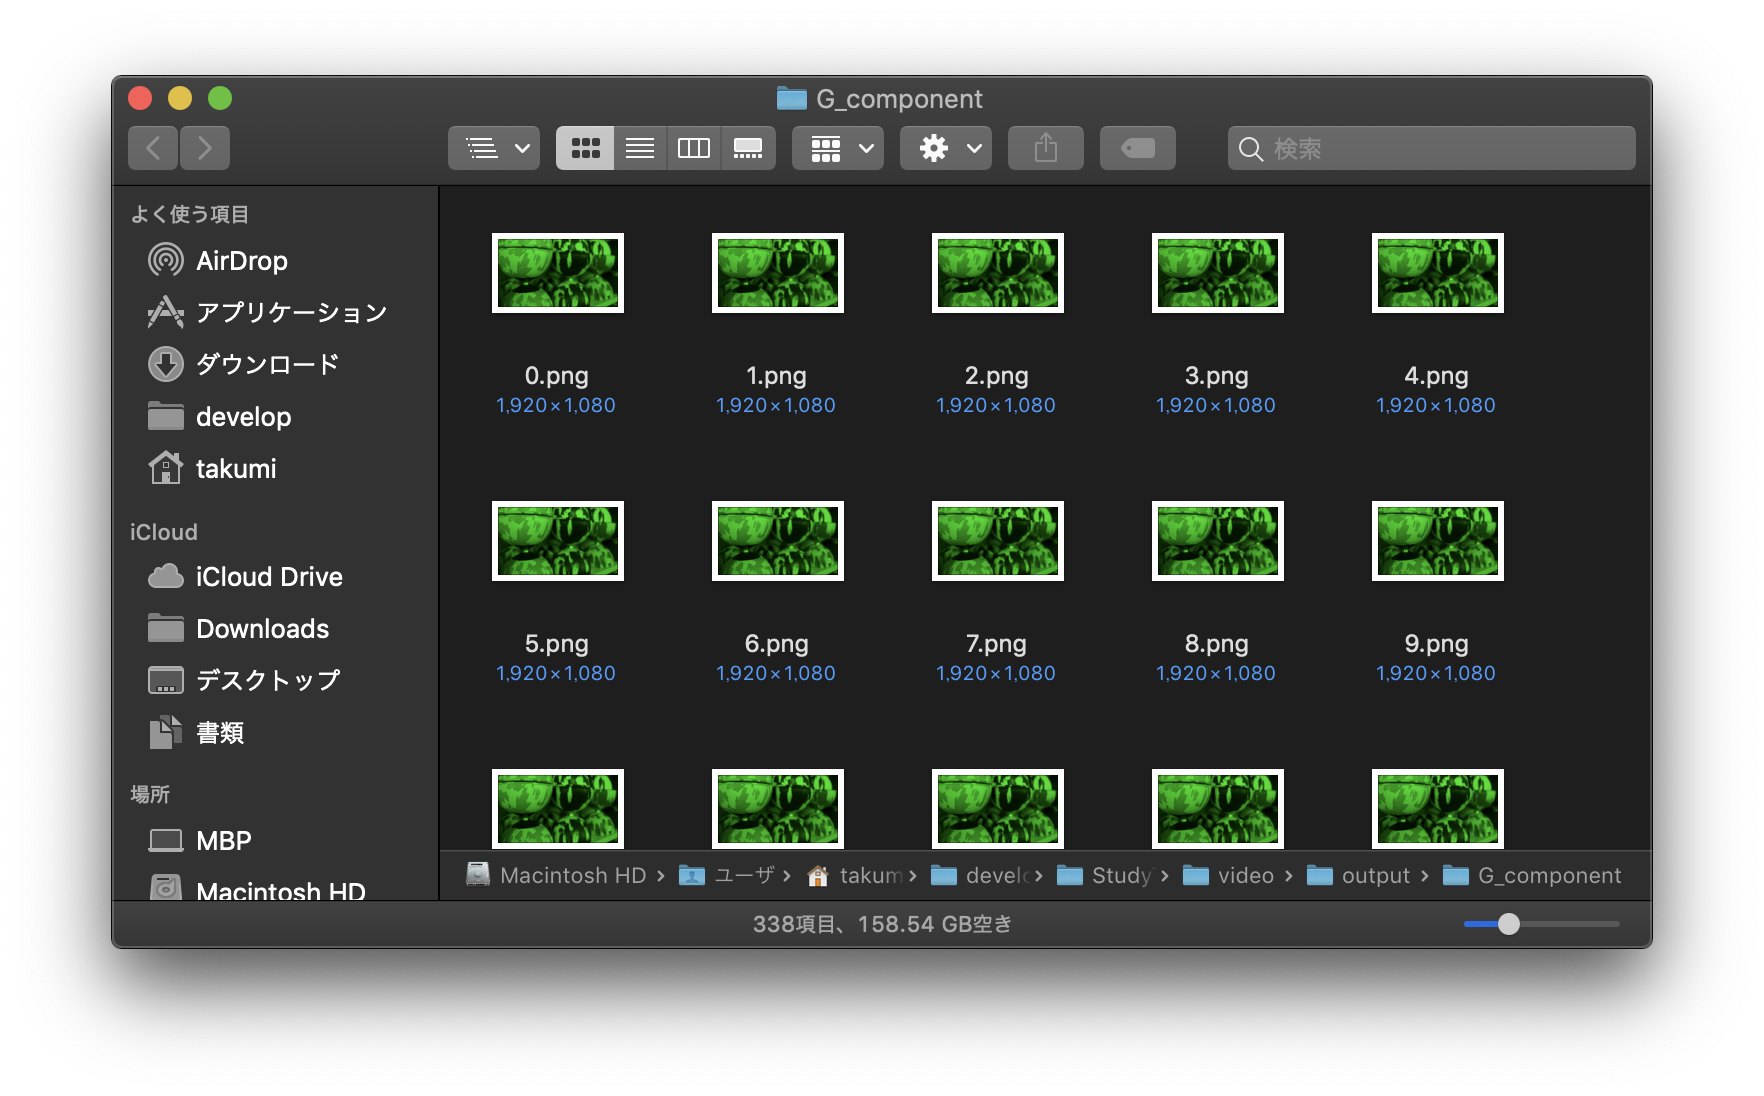 G_component
検索
よく使う項目
AirDrop
アプリケーション
ダウンロード
develop
takumi
iCloud
iCloud Drive
Downloads
デスクトップ
書類
場所
MBP
Macintosh HD
0.png 1.png 2.png 3.png 4.png
1,920×1,080 1,920×1,080 1,920×1,080 1,920×1,080 1,920×1,080
5.png 6.png 7.png 8.png 9.png
1,920×1,080 1,920×1,080 1,920×1,080 1,920×1,080 1,920×1,080
Macintosh HD › ユーザ › takum › devel › Study › video › output › G_component
338項目、158.54 GB空き